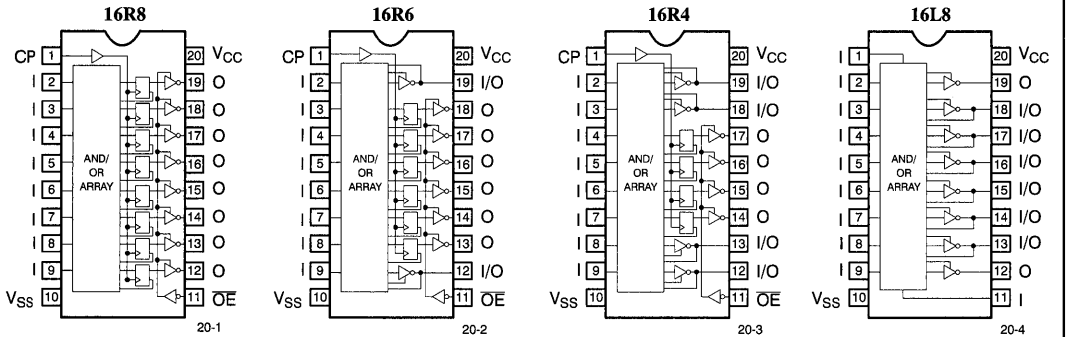 16R8
CP 1 20 VCC
I 2 19 O
I 3 18 O
I 4 17 O
I 5 16 O
I 6 15 O
I 7 14 O
I 8 13 O
I 9 12 O
VSS 10 11 OE
AND/
OR
ARRAY
20-1
16R6
CP 1 20 VCC
I 2 19 I/O
I 3 18 O
I 4 17 O
I 5 16 O
I 6 15 O
I 7 14 O
I 8 13 O
I 9 12 I/O
VSS 10 11 OE
AND/
OR
ARRAY
20-2
16R4
CP 1 20 VCC
I 2 19 I/O
I 3 18 I/O
I 4 17 O
I 5 16 O
I 6 15 O
I 7 14 O
I 8 13 I/O
I 9 12 I/O
VSS 10 11 OE
AND/
OR
ARRAY
20-3
16L8
I 1 20 VCC
I 2 19 O
I 3 18 I/O
I 4 17 I/O
I 5 16 I/O
I 6 15 I/O
I 7 14 I/O
I 8 13 I/O
I 9 12 O
VSS 10 11 I
AND/
OR
ARRAY
20-4